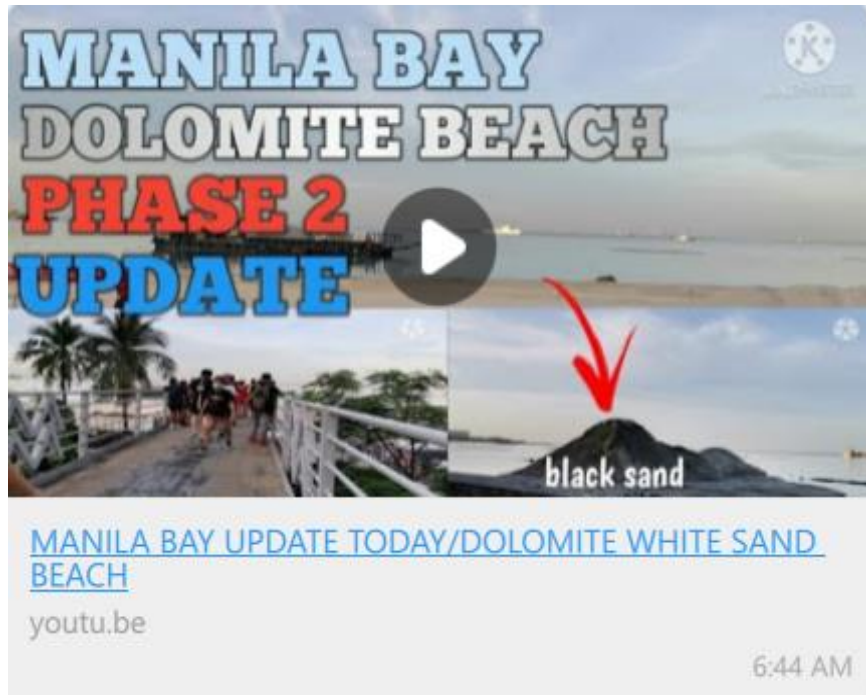 MANILA BAY
DOLOMITE BEACH
PHASE 2
UPDATE
black sand
MANILA BAY UPDATE TODAY/DOLOMITE WHITE SAND
BEACH
youtu.be
6:44 AM